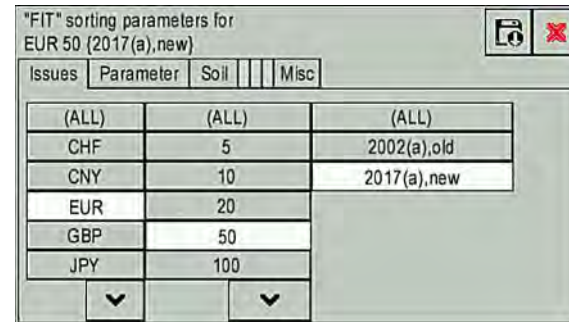 "FIT" sorting parameters for
EUR 50 {2017(a),new}
Issues Parameter Soil Misc
(ALL) (ALL) (ALL)
CHF 5 2002(a),old
CNY 10 2017(a),new
EUR 20
GBP 50
JPY 100